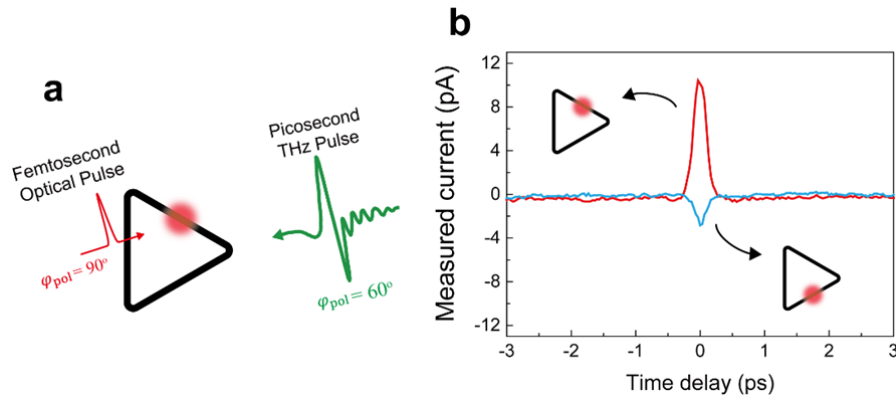 a
Femtosecond
Optical Pulse
φpol = 90°
Picosecond
THz Pulse
φpol = 60°
b
Measured current (pA)
12
8
4
0
-4
-8
-12
-3
-2
-1
0
1
2
3
Time delay (ps)